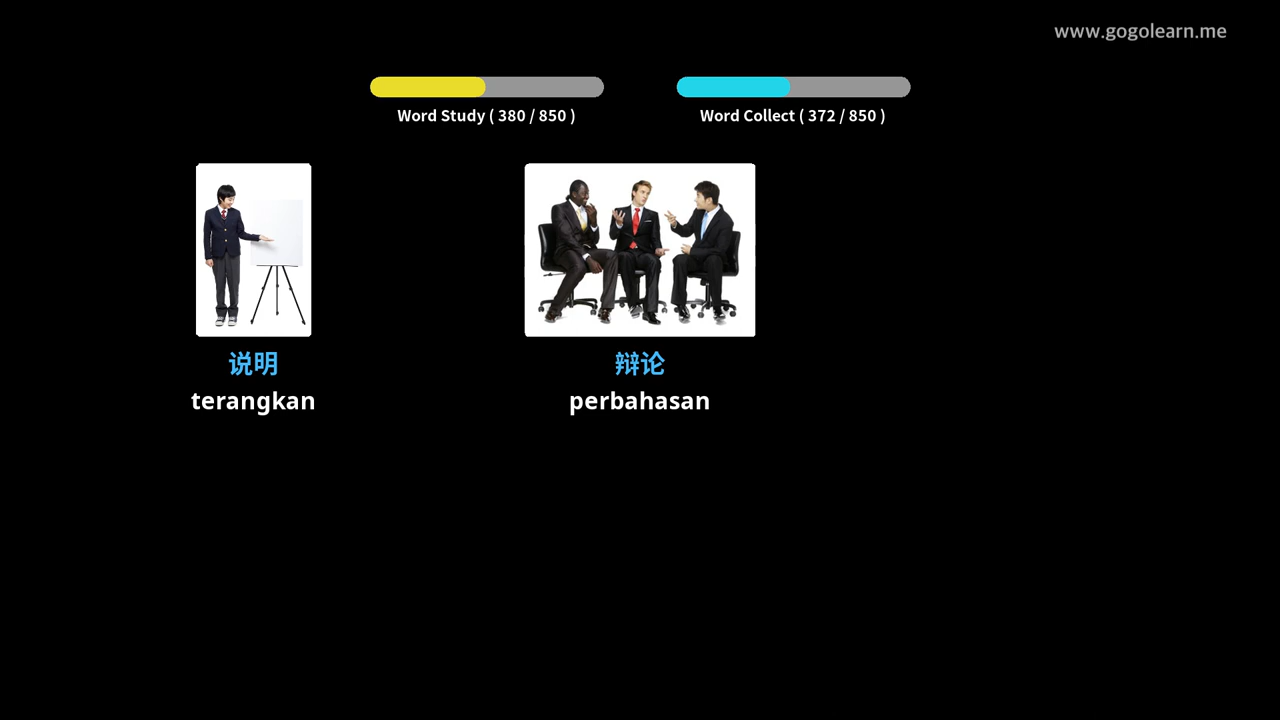 www.gogolearn.me
Word Study ( 380 / 850 )
Word Collect ( 372 / 850 )
说明
terangkan
辩论
perbahasan